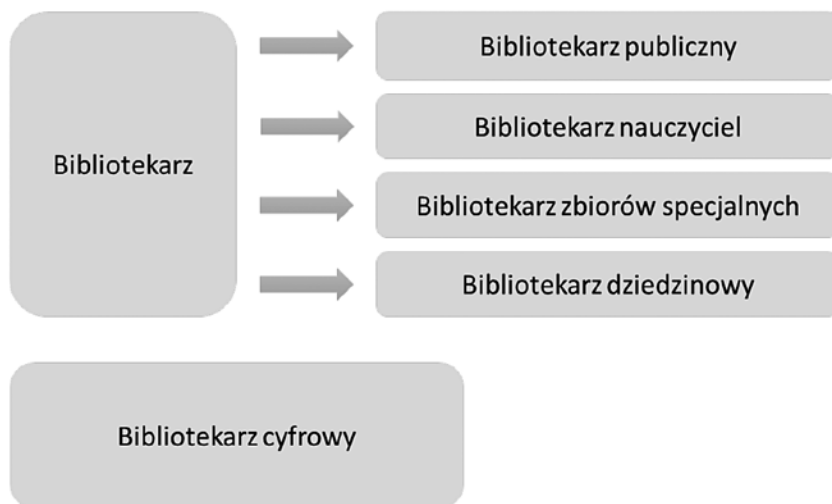 Bibliotekarz
Bibliotekarz publiczny
Bibliotekarz nauczyciel
Bibliotekarz zbiorów specjalnych
Bibliotekarz dziedzinowy
Bibliotekarz cyfrowy